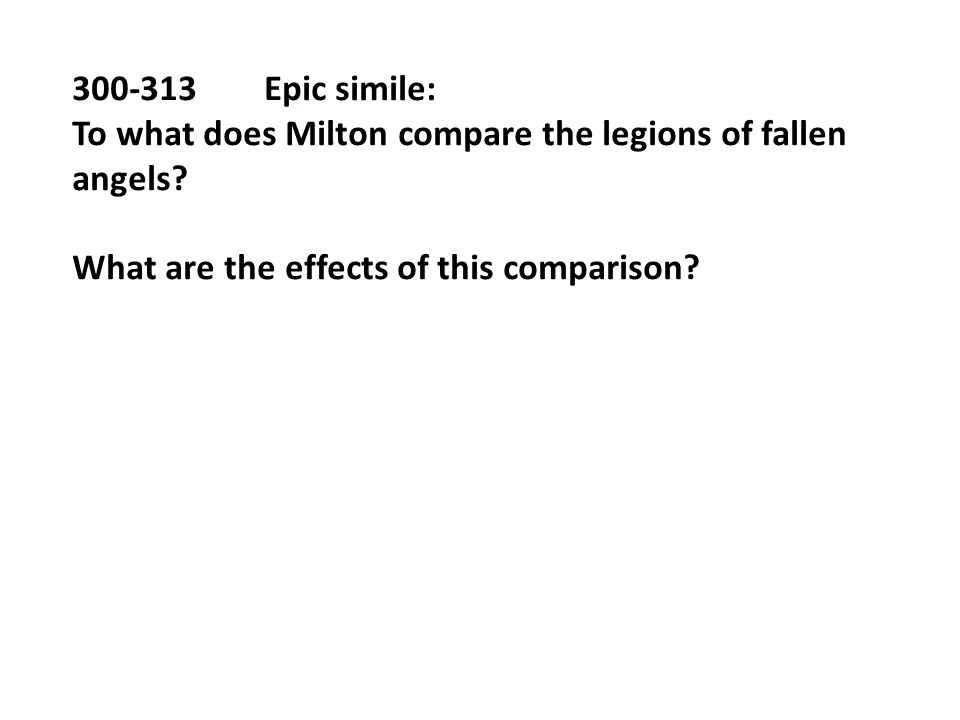 300-313 Epic simile:
To what does Milton compare the legions of fallen
angels?
What are the effects of this comparison?